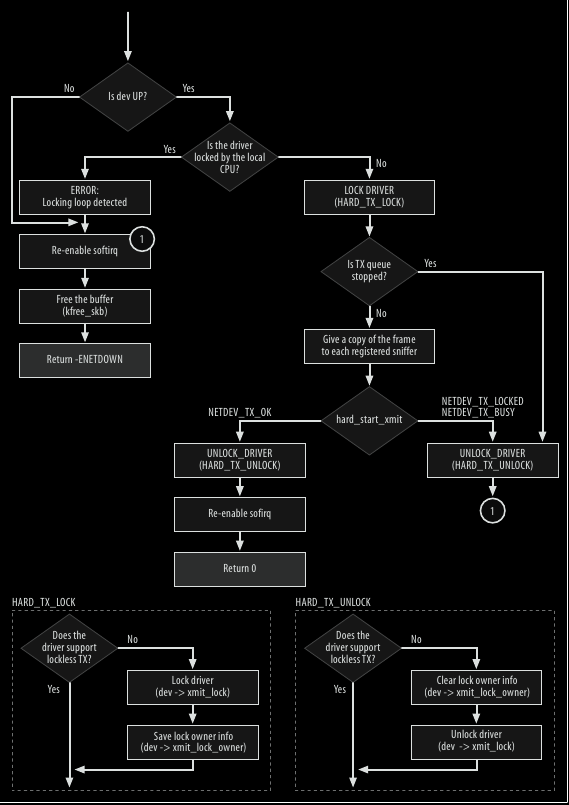 Is dev UP?
No
Yes
Is the driver
locked by the local
CPU?
Yes
No
ERROR:
Locking loop detected
LOCK DRIVER
(HARD_TX_LOCK)
Re-enable softirq
1
Is TX queue
stopped?
Yes
No
Free the buffer
(kfree_skb)
Give a copy of the frame
to each registered sniffer
Return -ENETDOWN
NETDEV_TX_OK
hard_start_xmit
NETDEV_TX_LOCKED
NETDEV_TX_BUSY
UNLOCK_DRIVER
(HARD_TX_UNLOCK)
UNLOCK_DRIVER
(HARD_TX_UNLOCK)
Re-enable sofirq
1
Return 0
HARD_TX_LOCK
Does the
driver support
lockless TX?
No
Yes
Lock driver
(dev -> xmit_lock)
Save lock owner info
(dev -> xmit_lock_owner)
HARD_TX_UNLOCK
Does the
driver support
lockless TX?
No
Yes
Clear lock owner info
(dev -> xmit_lock_owner)
Unlock driver
(dev -> xmit_lock)